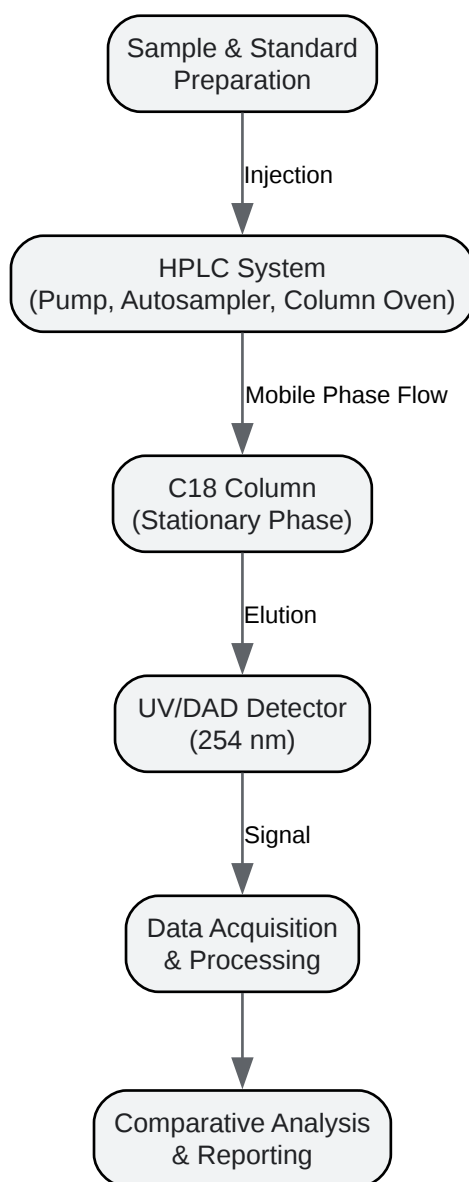 Sample & Standard
Preparation
Injection
HPLC System
(Pump, Autosampler, Column Oven)
Mobile Phase Flow
C18 Column
(Stationary Phase)
Elution
UV/DAD Detector
(254 nm)
Signal
Data Acquisition
& Processing
Comparative Analysis
& Reporting